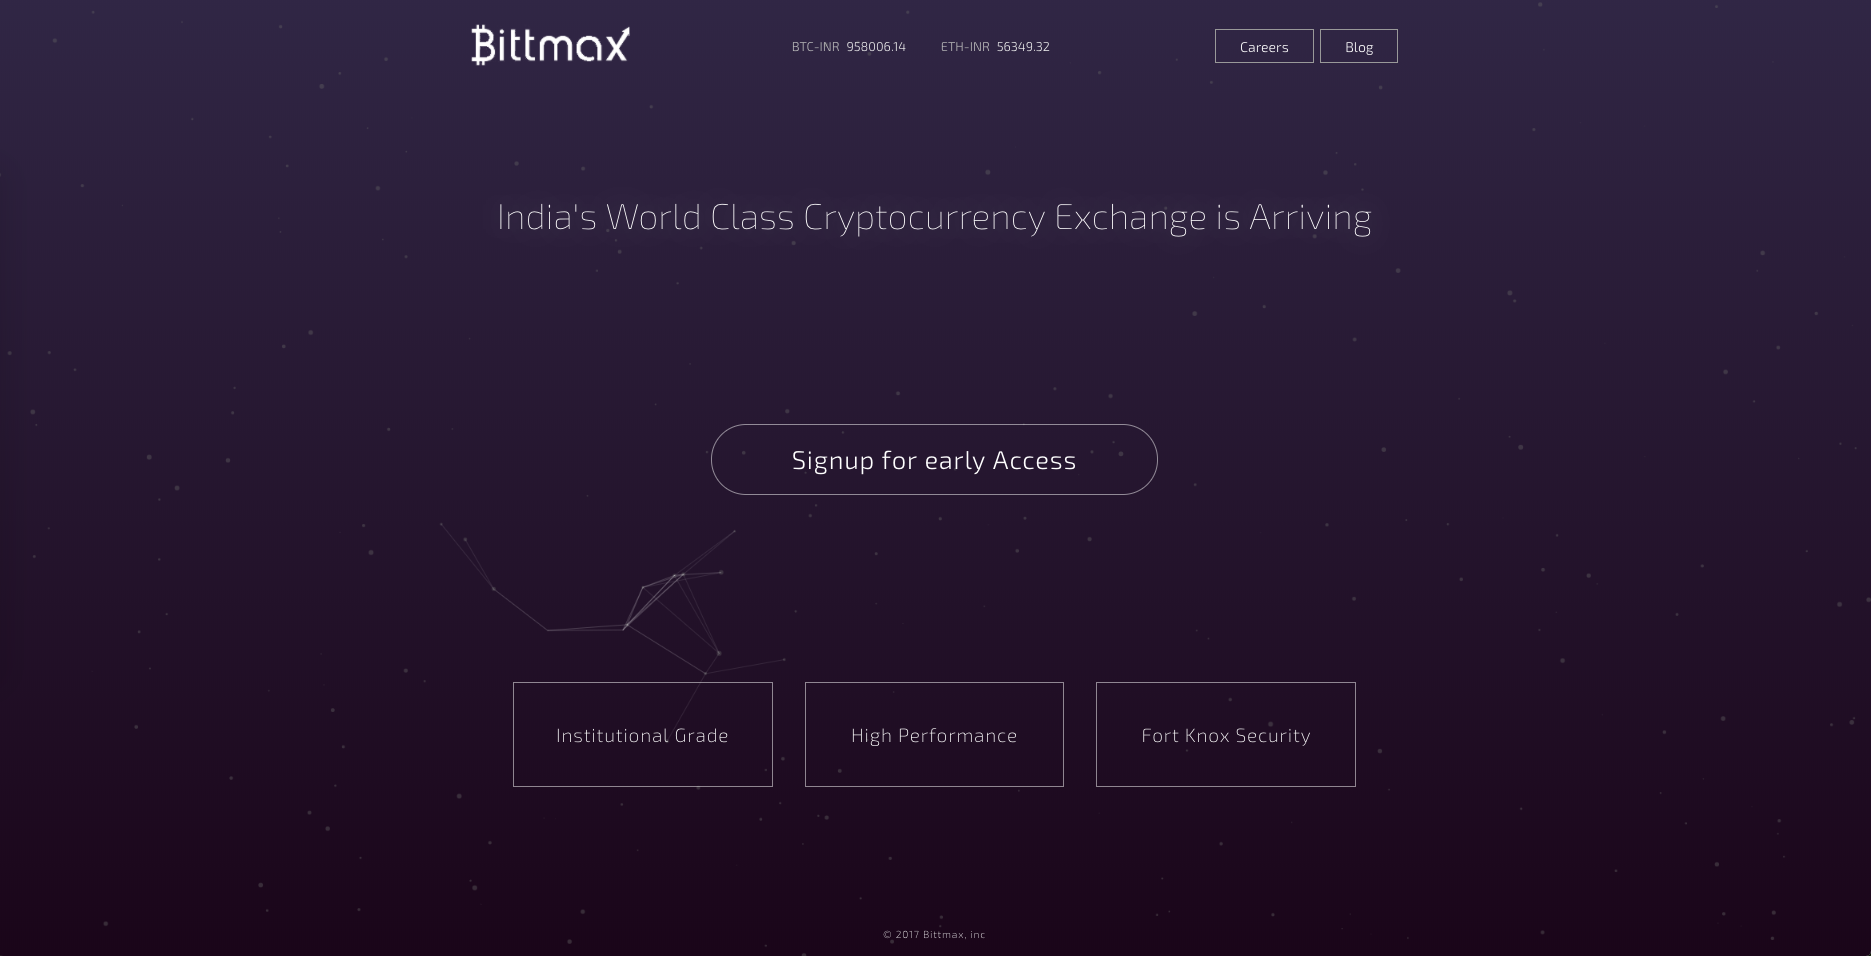 Bittmax
BTC-INR 958006.14 ETH-INR 56349.32
Careers
Blog
India's World Class Cryptocurrency Exchange is Arriving
Signup for early Access
Institutional Grade
High Performance
Fort Knox Security
© 2017 Bittmax, inc